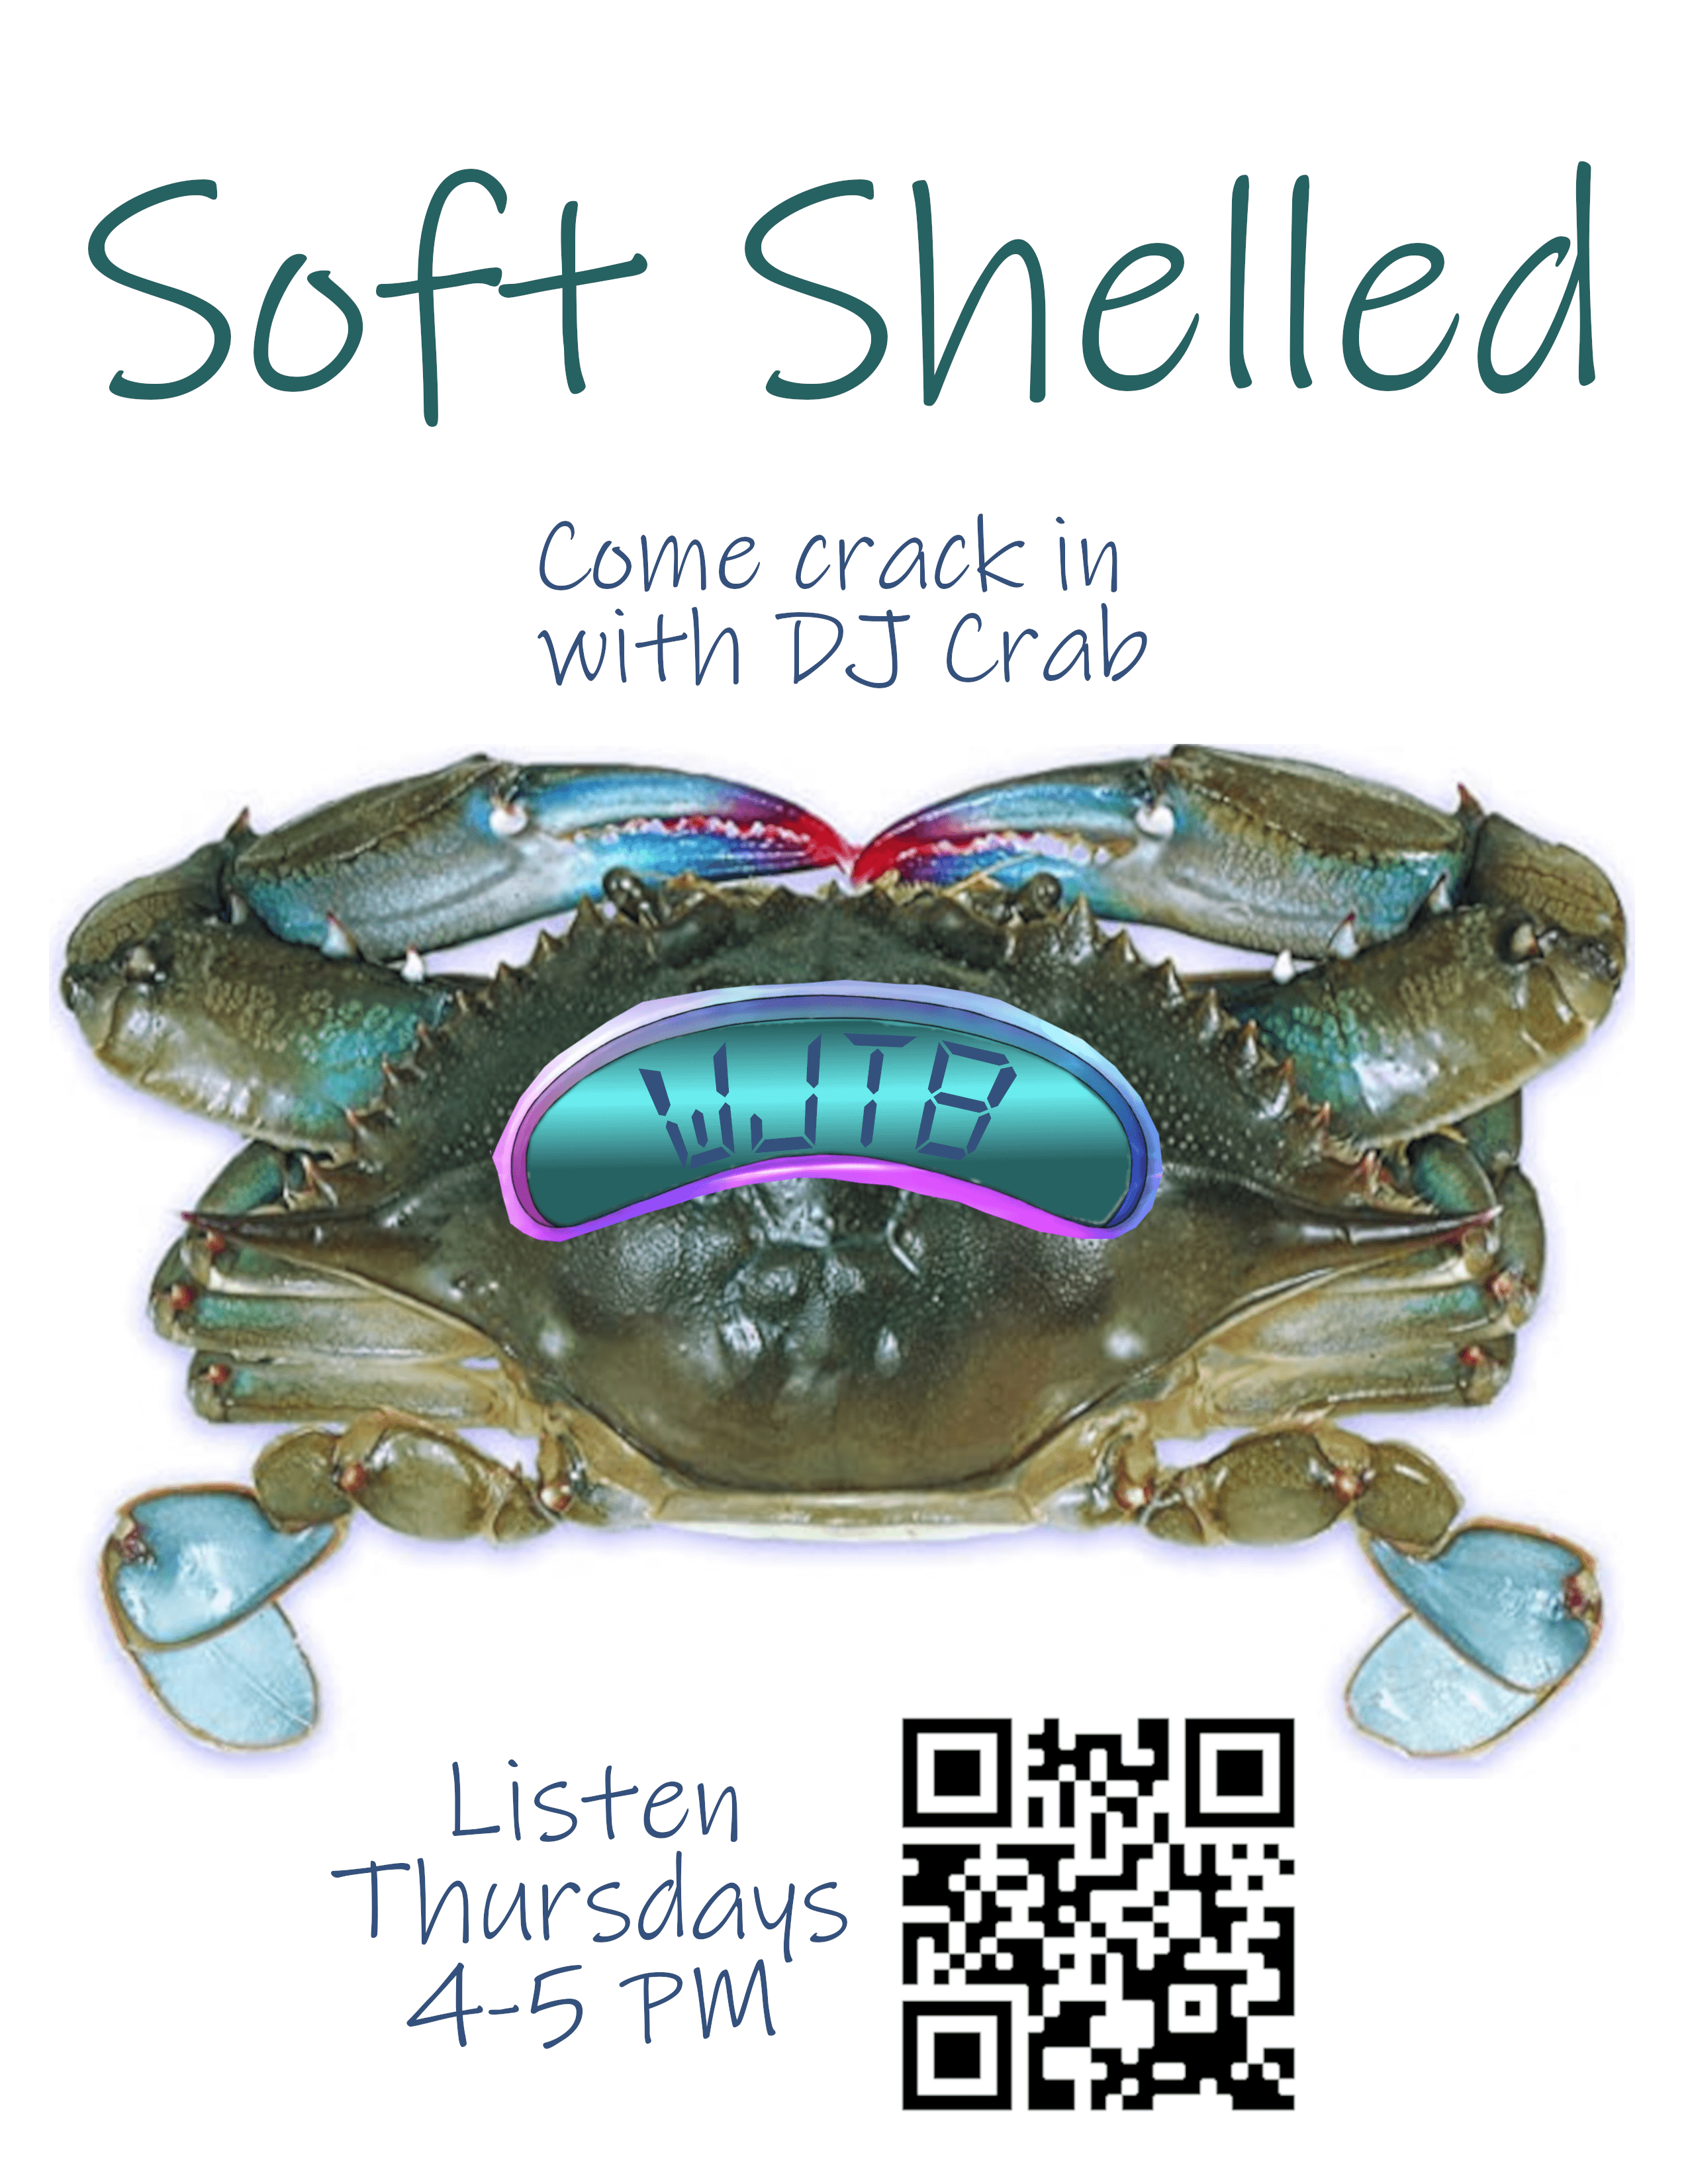 Soft Shelled
Come crack in
with DJ Crab
WJTB
Listen
Thursdays
4-5 PM